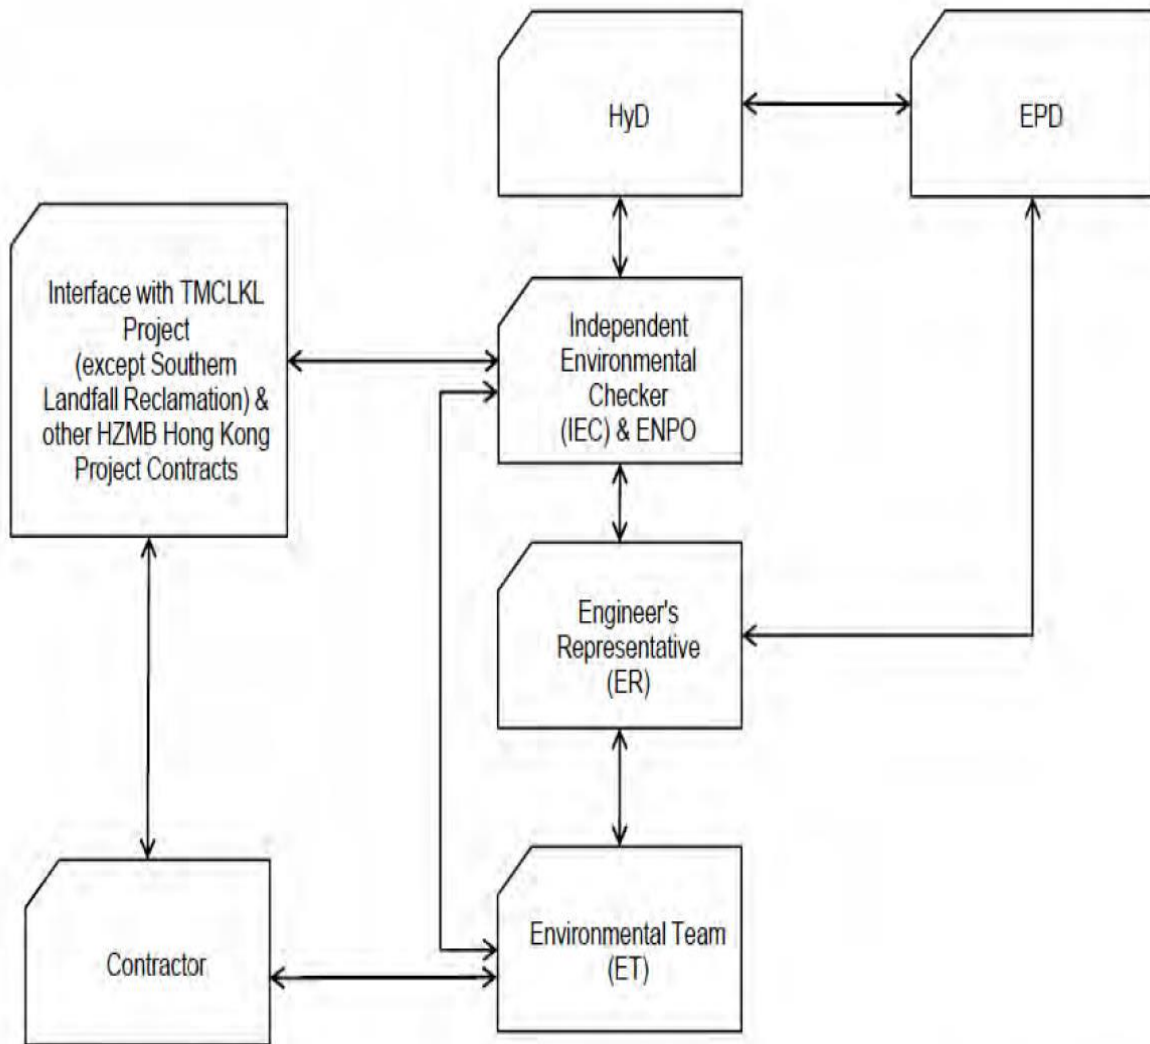 HyD
EPD
Interface with TMCLKL
Project
(except Southern
Landfall Reclamation) &
other HZMB Hong Kong
Project Contracts
Independent
Environmental
Checker
(IEC) & ENPO
Engineer's
Representative
(ER)
Contractor
Environmental Team
(ET)